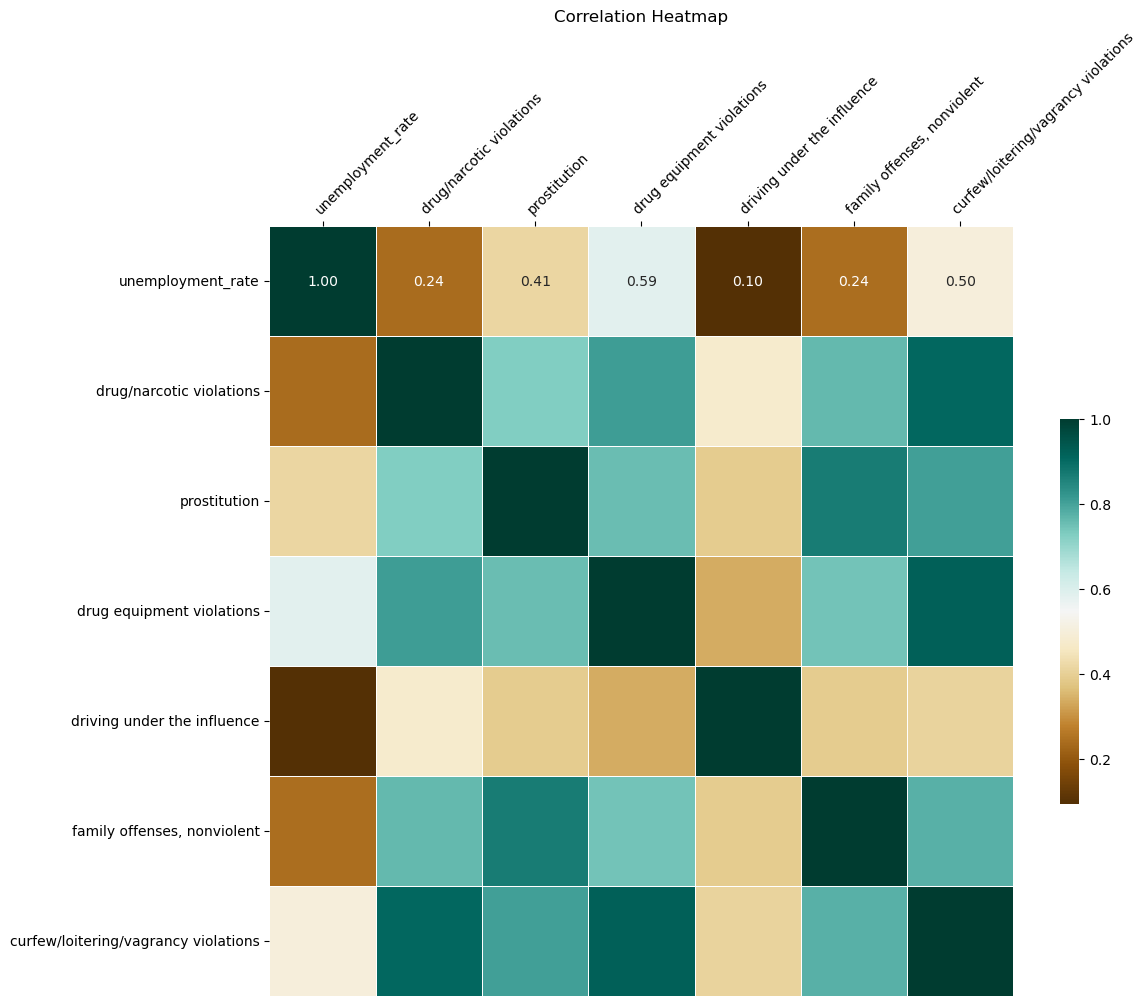 Correlation Heatmap
unemployment_rate
drug/narcotic violations
prostitution
drug equipment violations
driving under the influence
family offenses, nonviolent
curfew/loitering/vagrancy violations
unemployment_rate
1.00 0.24 0.41 0.59 0.10 0.24 0.50
drug/narcotic violations
prostitution
drug equipment violations
driving under the influence
family offenses, nonviolent
curfew/loitering/vagrancy violations
1.0
0.8
0.6
0.4
0.2